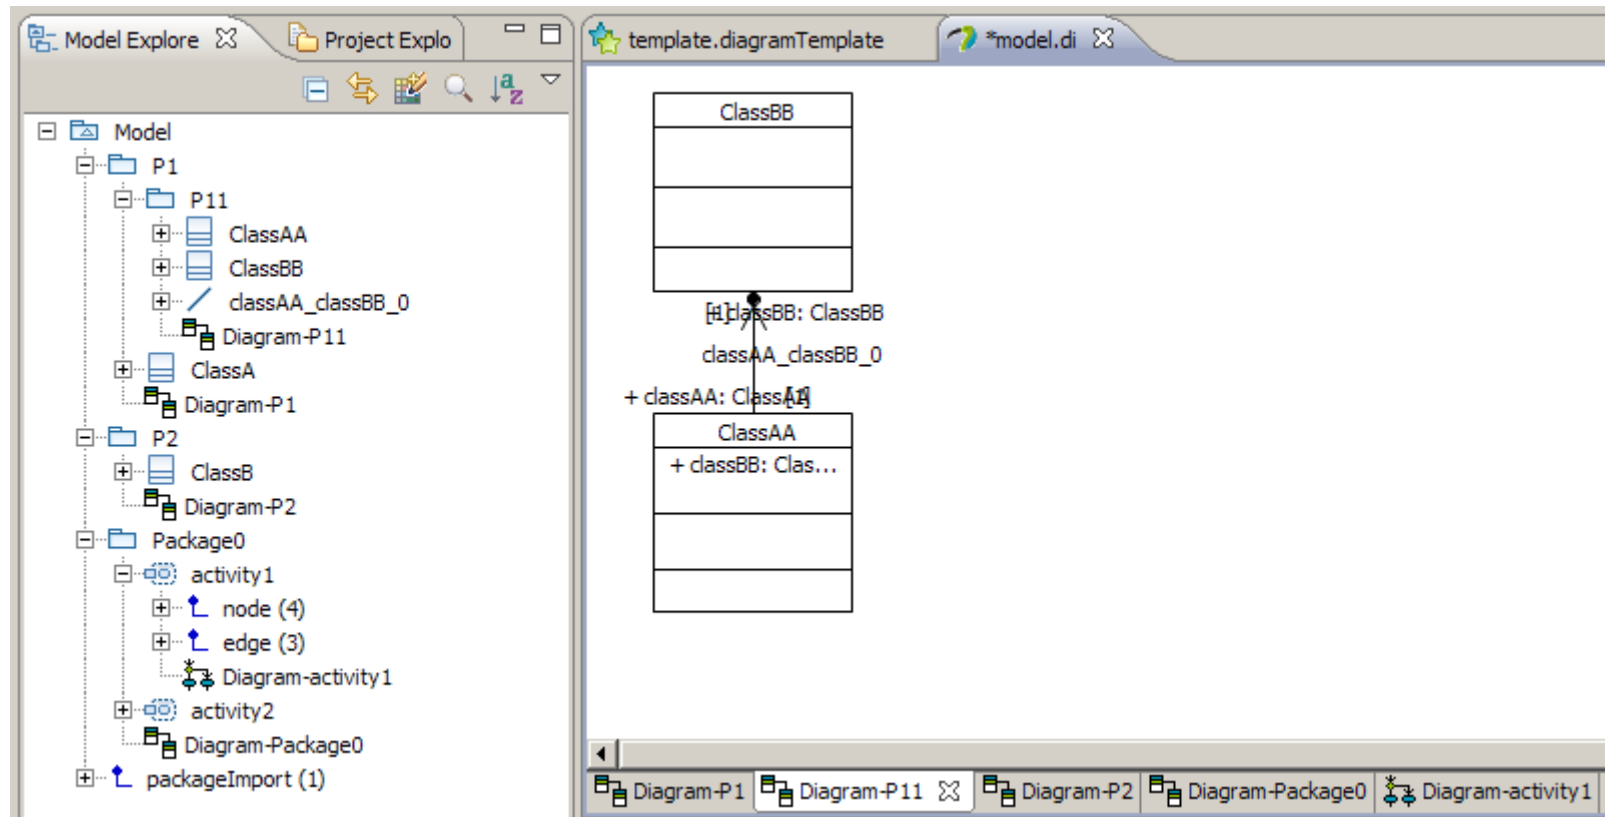 Model Explore
Project Explo
template.diagramTemplate
*model.di
Model
P1
P11
ClassAA
ClassBB
classAA_classBB_0
Diagram-P11
ClassA
Diagram-P1
P2
ClassB
Diagram-P2
Package0
activity1
node (4)
edge (3)
Diagram-activity1
activity2
Diagram-Package0
packageImport (1)
ClassBB
[1]
+ classBB: ClassBB
classAA_classBB_0
+ classAA: ClassAA
[1]
ClassAA
+ classBB: Clas...
Diagram-P1
Diagram-P11
Diagram-P2
Diagram-Package0
Diagram-activity1